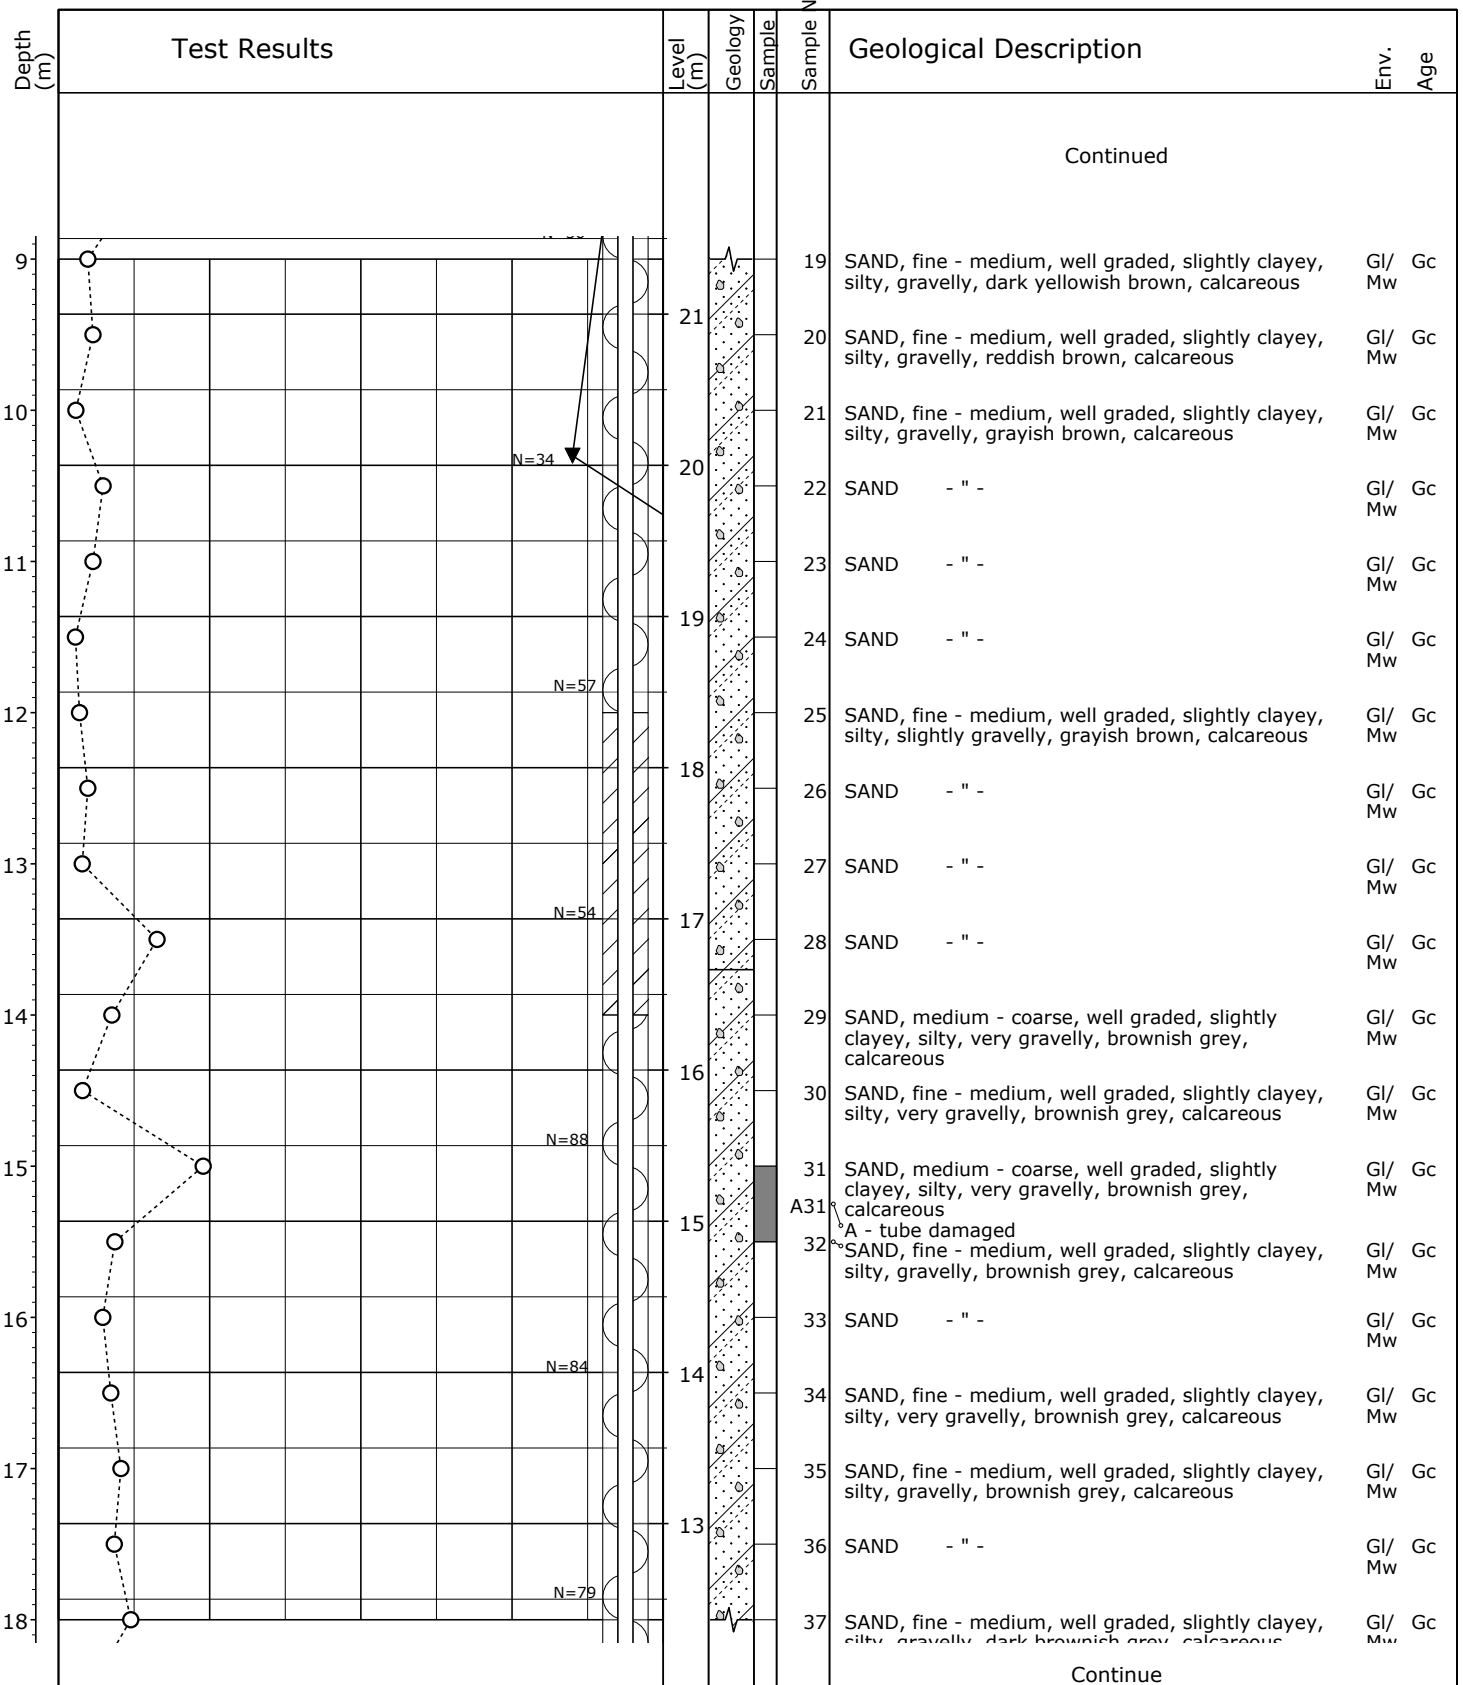 Depth (m)
Test Results
Level (m)
Geology
Sample
Sample
Geological Description
Env.
Age
Continued
9
19 SAND, fine - medium, well graded, slightly clayey, Gl/ Gc
silty, gravelly, dark yellowish brown, calcareous Mw
21
20 SAND, fine - medium, well graded, slightly clayey, Gl/ Gc
silty, gravelly, reddish brown, calcareous Mw
10
21 SAND, fine - medium, well graded, slightly clayey, Gl/ Gc
silty, gravelly, grayish brown, calcareous Mw
N=34
20
22 SAND - " - Gl/ Gc
Mw
11
23 SAND - " - Gl/ Gc
Mw
19
24 SAND - " - Gl/ Gc
Mw
N=57
12
25 SAND, fine - medium, well graded, slightly clayey, Gl/ Gc
silty, slightly gravelly, grayish brown, calcareous Mw
18
26 SAND - " - Gl/ Gc
Mw
13
27 SAND - " - Gl/ Gc
Mw
N=54
17
28 SAND - " - Gl/ Gc
Mw
14
29 SAND, medium - coarse, well graded, slightly Gl/ Gc
clayey, silty, very gravelly, brownish grey, Mw
calcareous
16
30 SAND, fine - medium, well graded, slightly clayey, Gl/ Gc
silty, very gravelly, brownish grey, calcareous Mw
N=88
15
31 SAND, medium - coarse, well graded, slightly Gl/ Gc
clayey, silty, very gravelly, brownish grey, Mw
A31 calcareous
15
A - tube damaged
32 SAND, fine - medium, well graded, slightly clayey, Gl/ Gc
silty, gravelly, brownish grey, calcareous Mw
16
33 SAND - " - Gl/ Gc
Mw
N=84
14
34 SAND, fine - medium, well graded, slightly clayey, Gl/ Gc
silty, very gravelly, brownish grey, calcareous Mw
17
35 SAND, fine - medium, well graded, slightly clayey, Gl/ Gc
silty, gravelly, brownish grey, calcareous Mw
13
36 SAND - " - Gl/ Gc
Mw
N=79
18
37 SAND, fine - medium, well graded, slightly clayey, Gl/ Gc
silty, gravelly, dark brownish grey, calcareous Mw
Continue